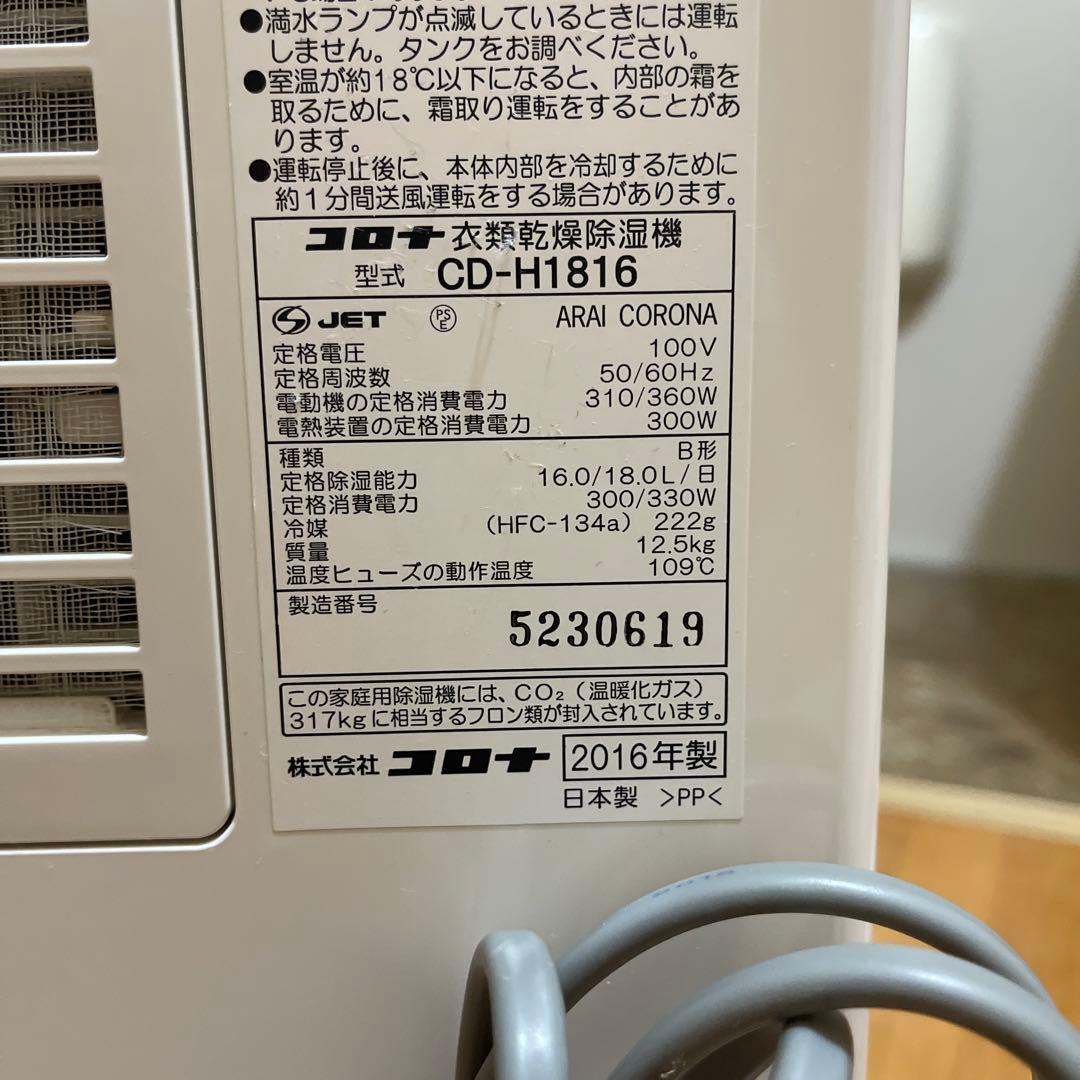 ●満水ランプが点滅しているときには運転
しません。タンクをお調べください。
●室温が約18℃以下になると、内部の霜を
取るために、霜取り運転をすることがあ
ります。
●運転停止後に、本体内部を冷却するために
約1分間送風運転をする場合があります。
コロナ 衣類乾燥除湿機
型式 CD-H1816
JET PSE ARAI CORONA
定格電圧 100V
定格周波数 50/60Hz
電動機の定格消費電力 310/360W
電熱装置の定格消費電力 300W
種類 B形
定格除湿能力 16.0/18.0L/日
定格消費電力 300/330W
冷媒 (HFC-134a) 222g
質量 12.5kg
温度ヒューズの動作温度 109℃
製造番号
5230619
この家庭用除湿機には、CO₂（温暖化ガス）
317kgに相当するフロン類が封入されています。
株式会社 コロナ 2016年製
日本製 >PP<